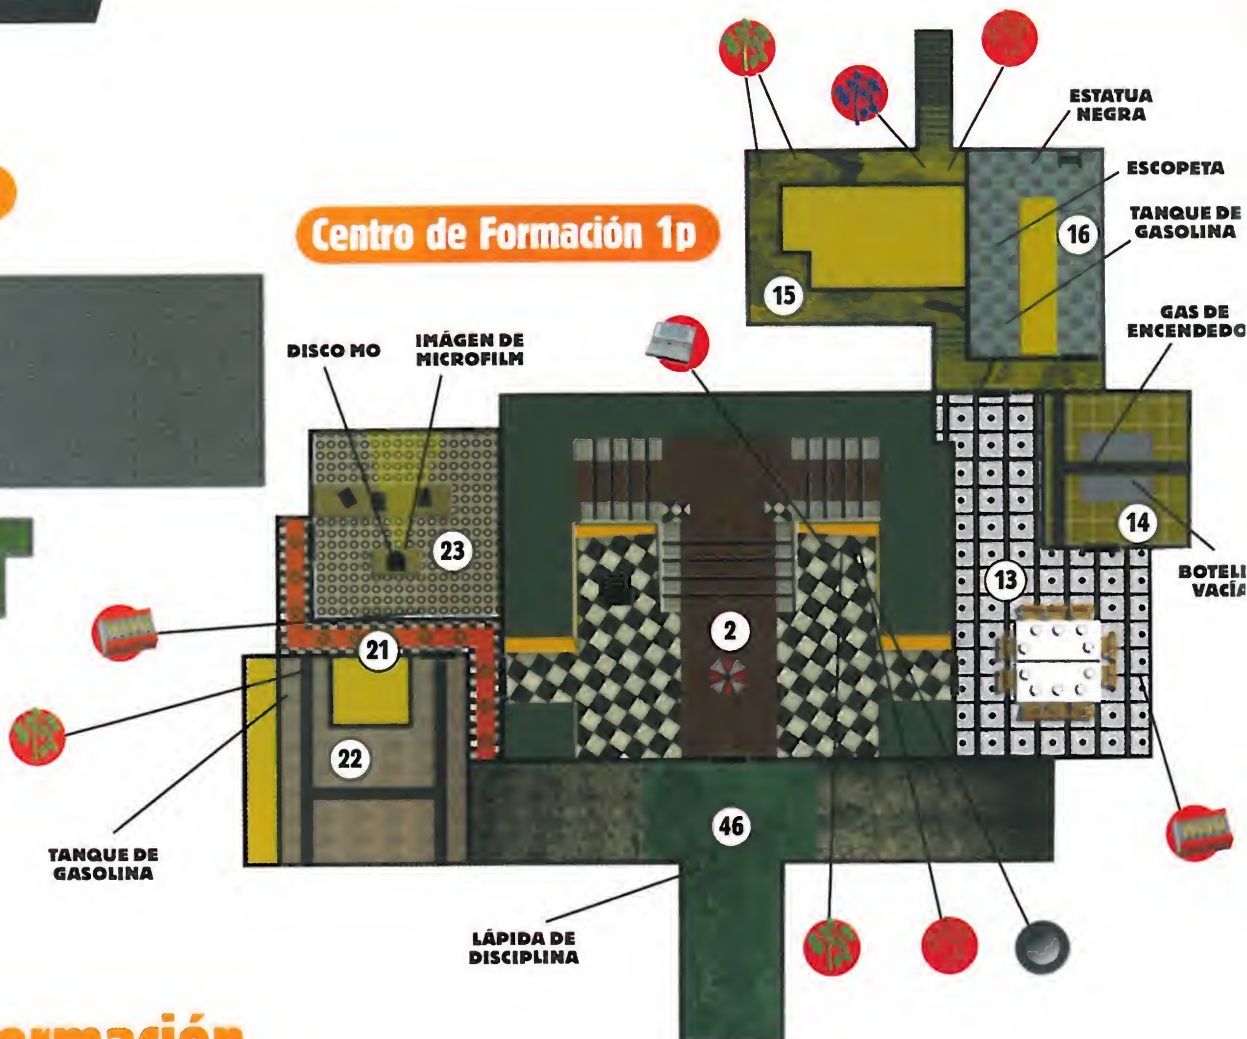 ESTATUA
NEGRA
ESCOPETA
TANQUE DE
GASOLINA
16
Centro de Formación 1p
15
GAS DE
ENCENDEDO
DISCO MO
IMÁGEN DE
MICROFILM
14
23
13
BOTELL
VACÍA
2
21
22
46
TANQUE DE
GASOLINA
LÁPIDA DE
DISCIPLINA
ormación